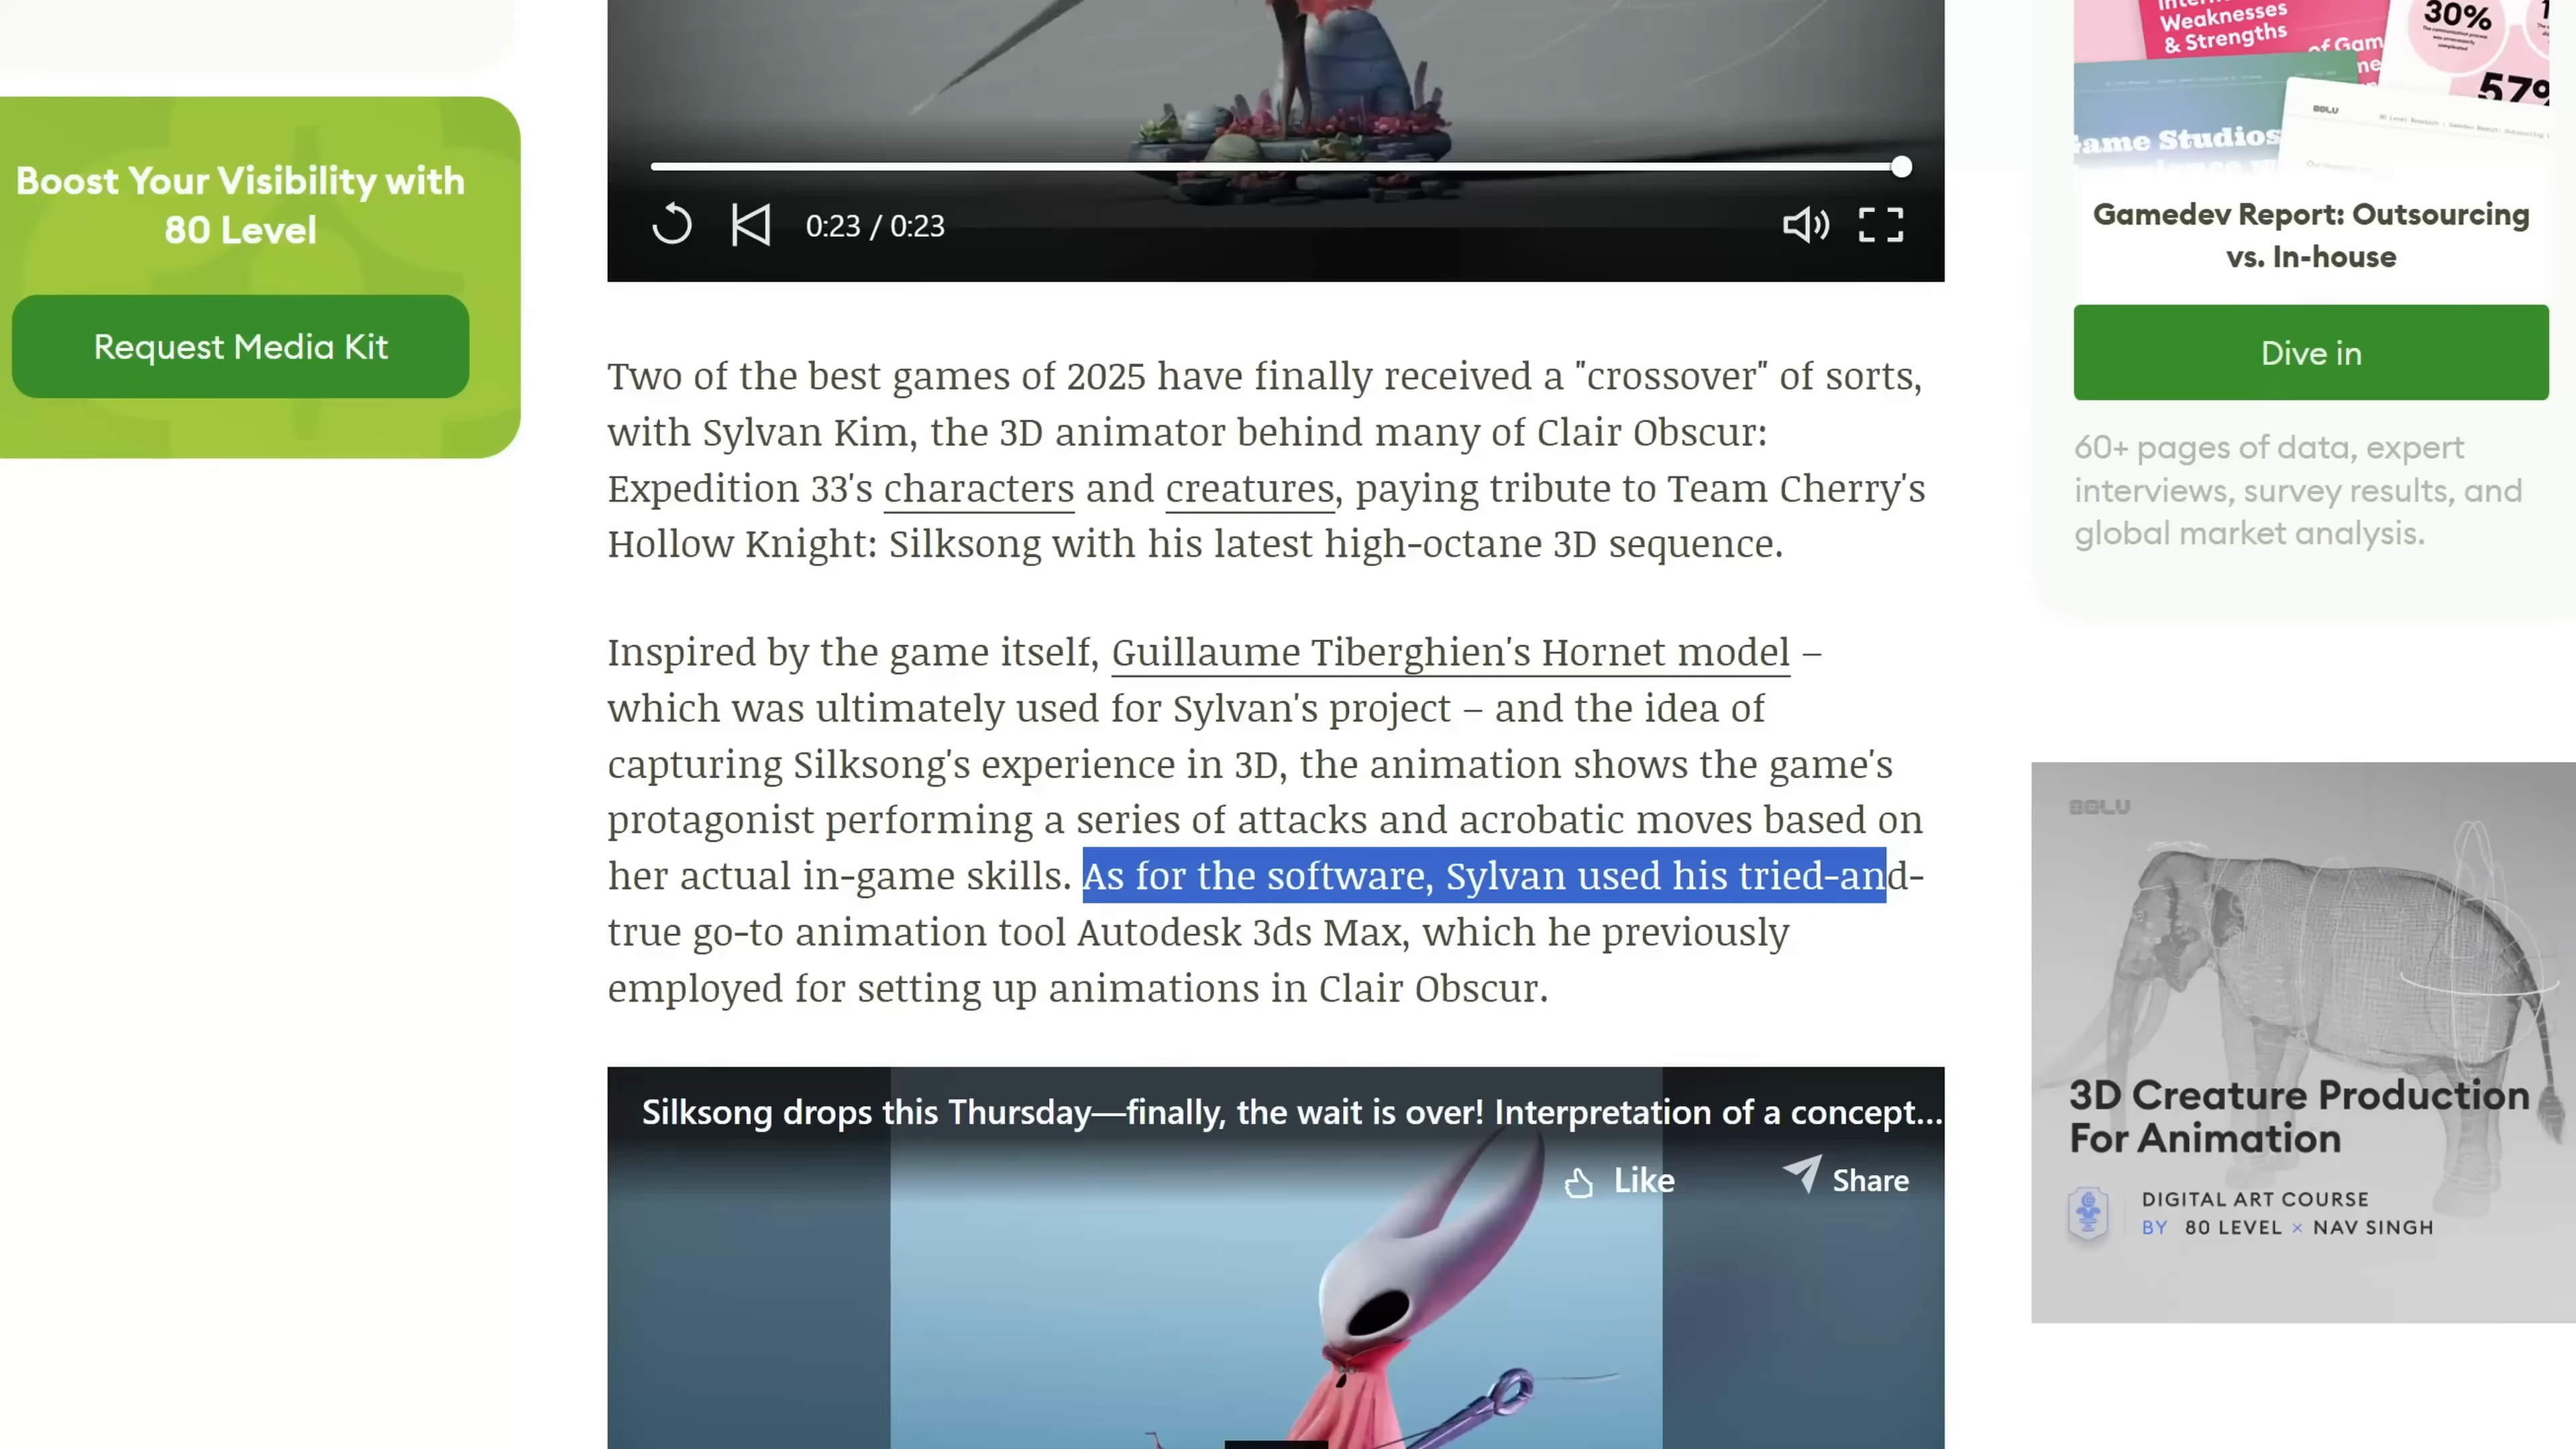 Boost Your Visibility with
80 Level
Request Media Kit
0:23 / 0:23
Two of the best games of 2025 have finally received a "crossover" of sorts,
with Sylvan Kim, the 3D animator behind many of Clair Obscur:
Expedition 33's characters and creatures, paying tribute to Team Cherry's
Hollow Knight: Silksong with his latest high-octane 3D sequence.
Inspired by the game itself, Guillaume Tiberghien's Hornet model –
which was ultimately used for Sylvan's project – and the idea of
capturing Silksong's experience in 3D, the animation shows the game's
protagonist performing a series of attacks and acrobatic moves based on
her actual in-game skills. As for the software, Sylvan used his tried-and-
true go-to animation tool Autodesk 3ds Max, which he previously
employed for setting up animations in Clair Obscur.
Silksong drops this Thursday—finally, the wait is over! Interpretation of a concept...
Like
Share
Weaknesses
& Strengths
of Gam
30%
57%
Game Studios
80LV
Gamedev Report: Outsourcing
vs. In-house
Dive in
60+ pages of data, expert
interviews, survey results, and
global market analysis.
80LV
3D Creature Production
For Animation
DIGITAL ART COURSE
BY 80 LEVEL × NAV SINGH